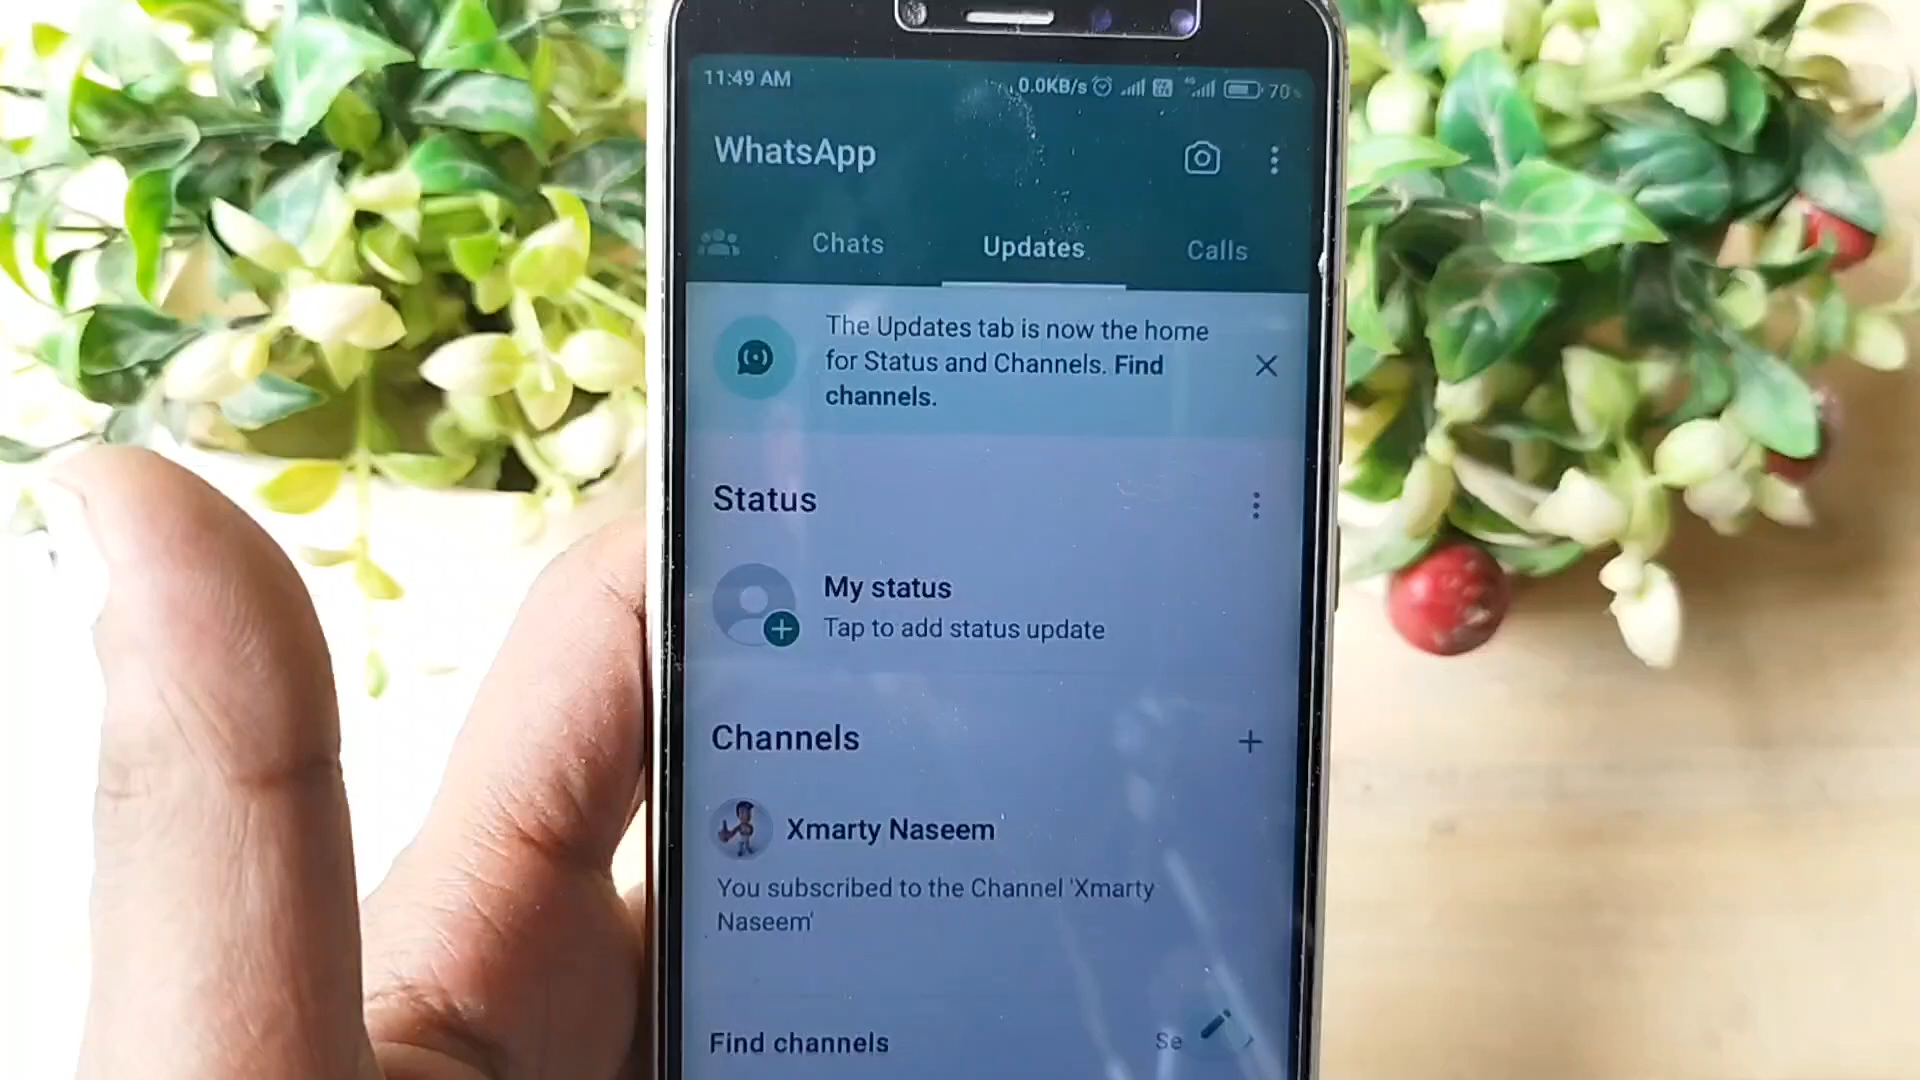 11:49 AM
0.0KB/s
70
WhatsApp
Chats
Updates
Calls
The Updates tab is now the home
for Status and Channels. Find
channels.
Status
My status
Tap to add status update
Channels
Xmarty Naseem
You subscribed to the Channel 'Xmarty
Naseem'
Find channels